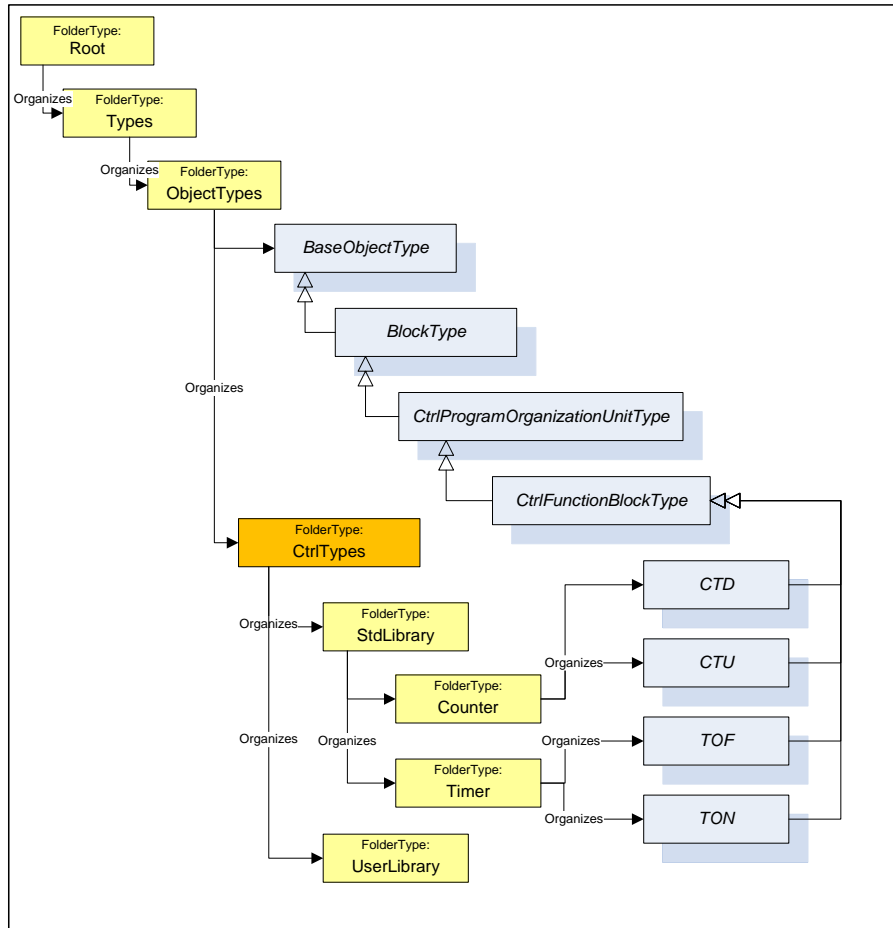 FolderType:
Root
Organizes
FolderType:
Types
Organizes
FolderType:
ObjectTypes
BaseObjectType
BlockType
Organizes
CtrlProgramOrganizationUnitType
CtrlFunctionBlockType
FolderType:
CtrlTypes
CTD
Organizes
FolderType:
StdLibrary
Organizes
CTU
FolderType:
Counter
Organizes
Organizes
Organizes
TOF
FolderType:
Timer
Organizes
TON
FolderType:
UserLibrary